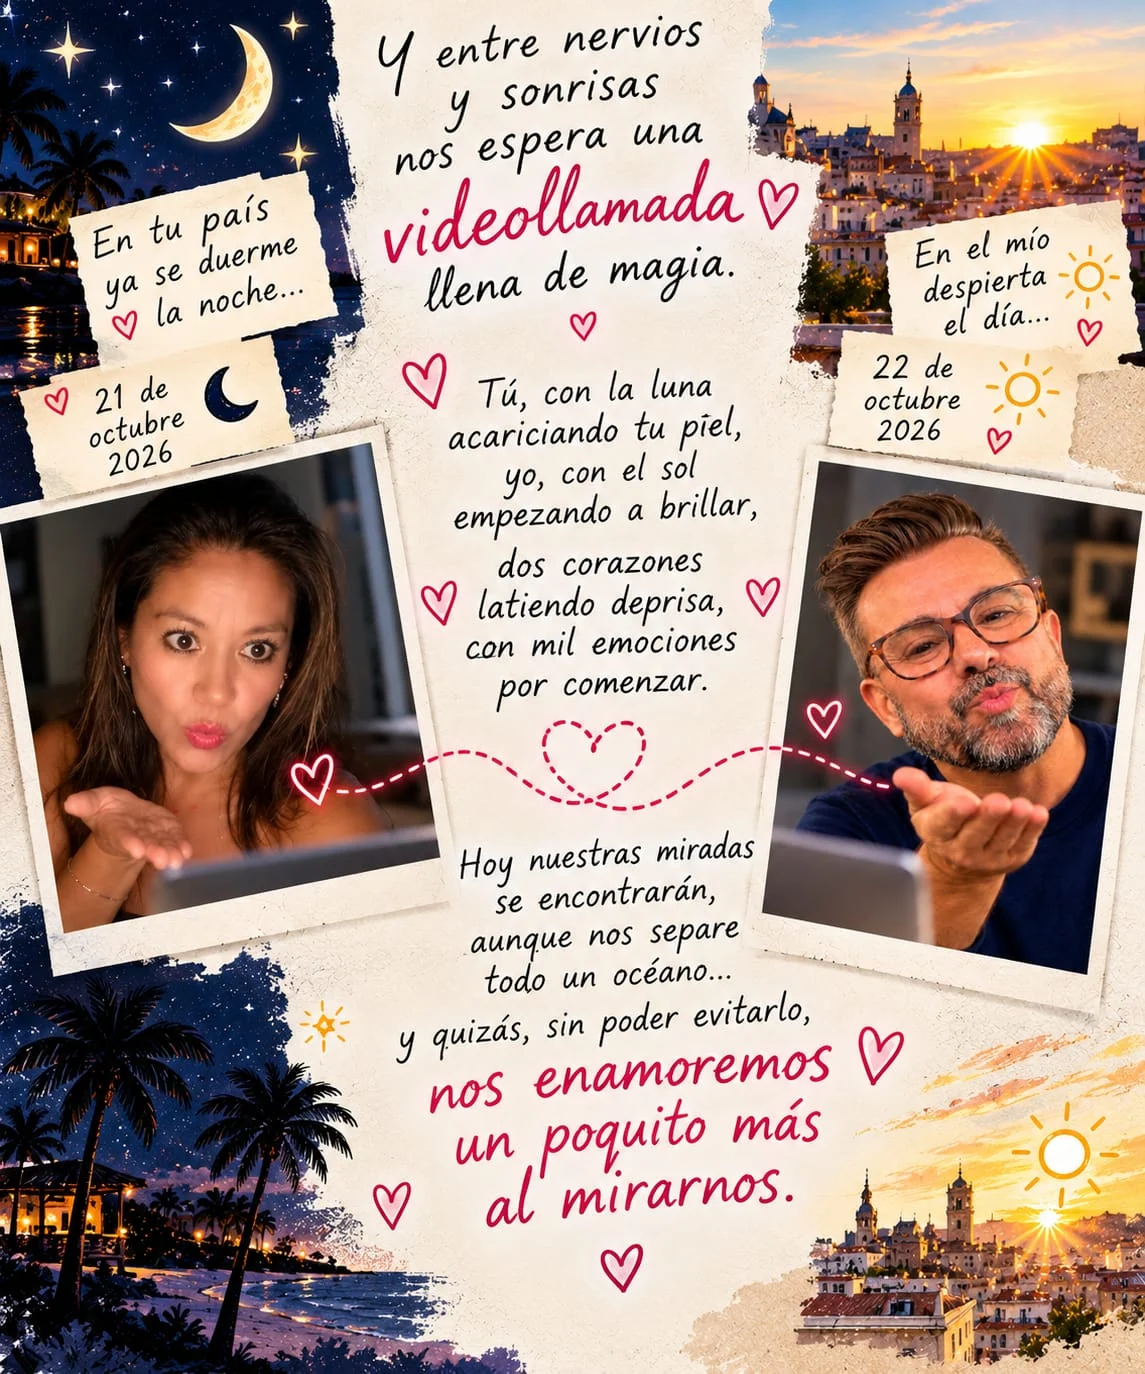 Y entre nervios
y sonrisas
nos espera una
videollamada
llena de magia.
En tu país
ya se duerme
la noche...
21 de
octubre
2026
En el mío
despierta
el día...
22 de
octubre
2026
Tú, con la luna
acariciando tu piel,
yo, con el sol
empezando a brillar,
dos corazones
latiendo deprisa,
con mil emociones
por comenzar.
Hoy nuestras miradas
se encontrarán,
aunque nos separe
todo un océano...
y quizás, sin poder evitarlo,
nos enamoremos
un poquito más
al mirarnos.